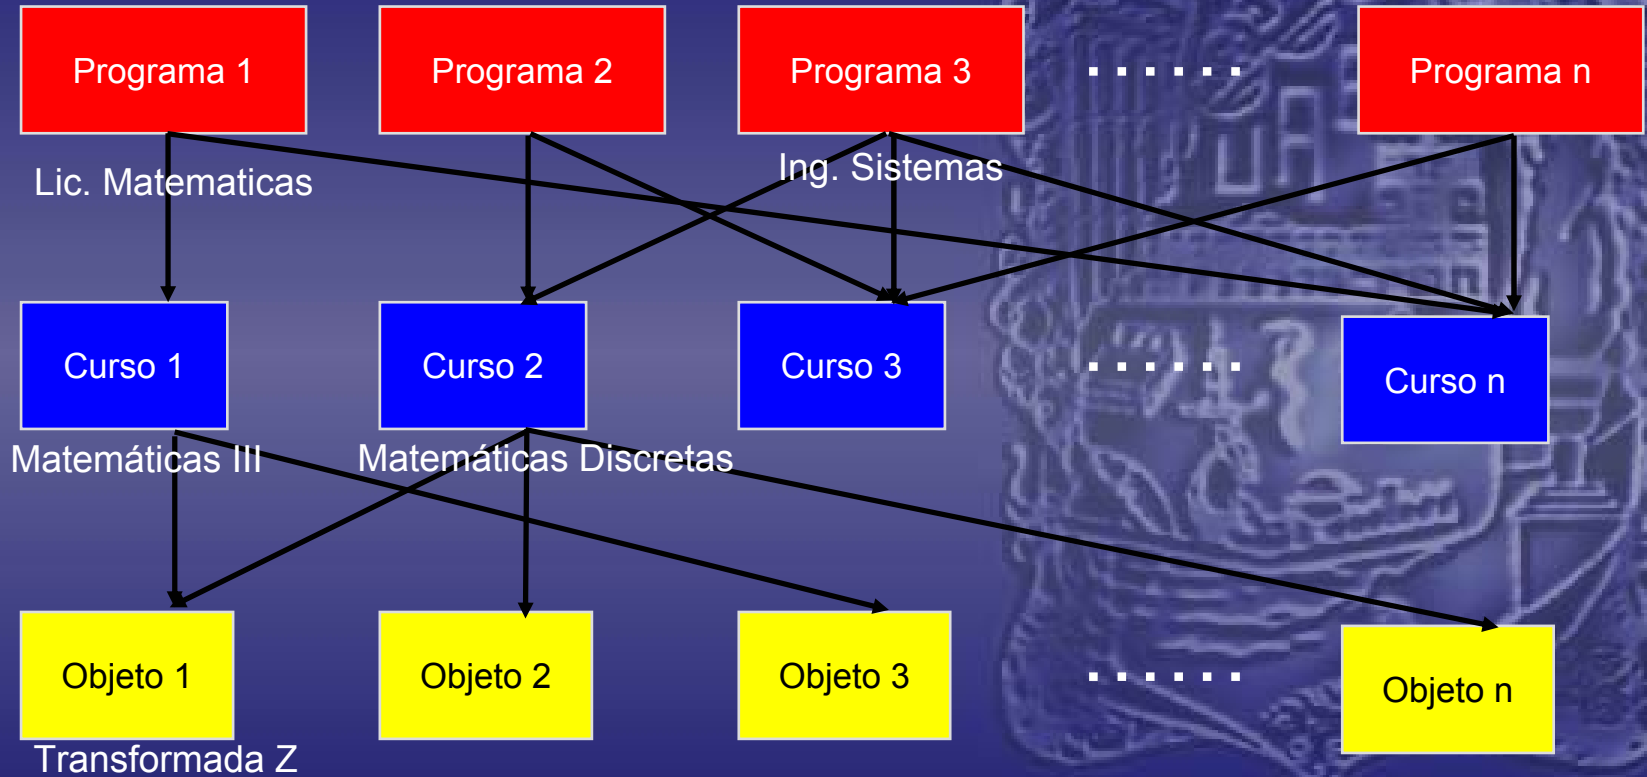 Programa 1
Programa 2
Programa 3
......
Programa n
Lic. Matematicas
Ing. Sistemas
Curso 1
Curso 2
Curso 3
......
Curso n
Matemáticas III
Matemáticas Discretas
Objeto 1
Objeto 2
Objeto 3
......
Objeto n
Transformada Z